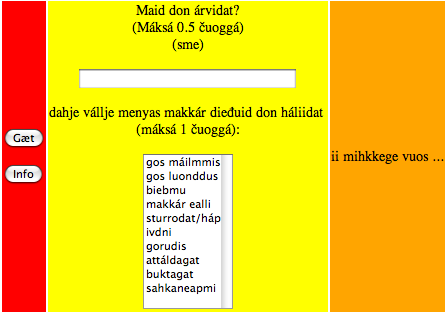 Gæt
Info
Maid don árvidat?
(Máksá 0.5 čuoggá)
(sme)
dahje vállje menyas makkár dieđuid don háliidat
(máksá 1 čuoggá):
gos máilmmis
gos luonddus
biebmu
makkár ealli
sturrodat/háp
ivdni
gorudis
attáldagat
buktagat
sahkaneapmi
ii mihkkege vuos ...